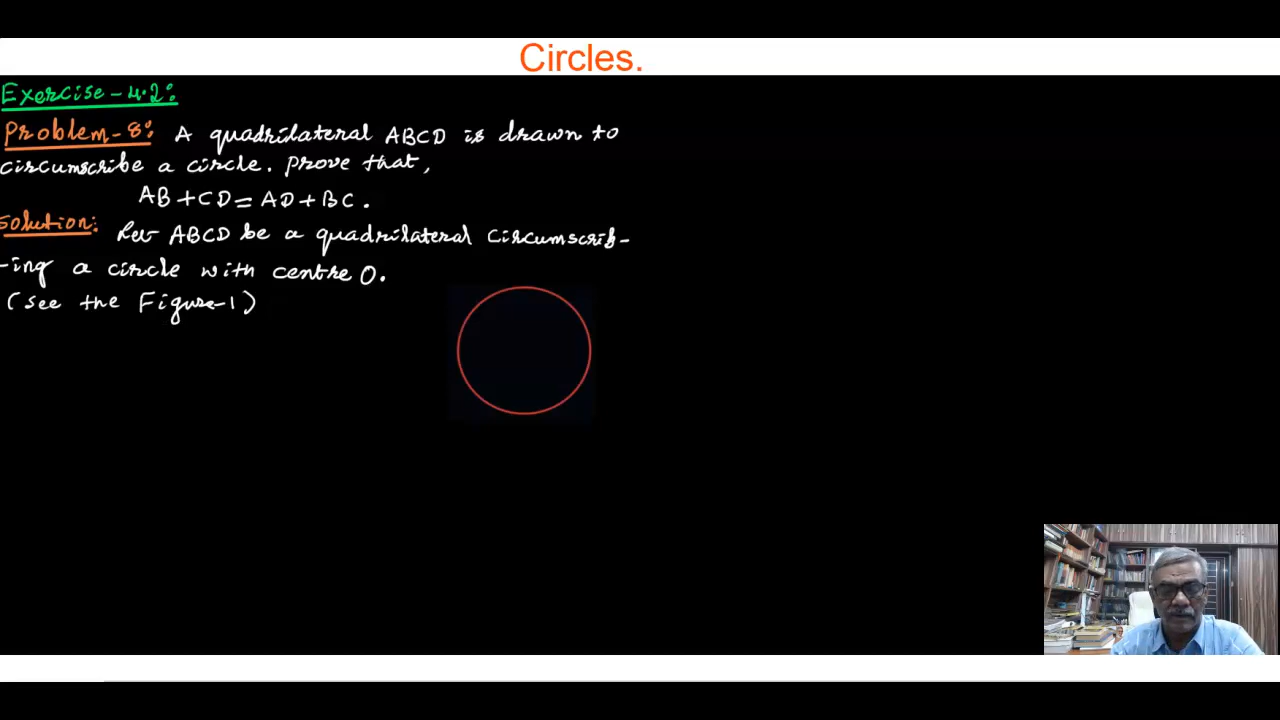 Circles.
Exercise-4.2:
Problem-8: A quadrilateral ABCD is drawn to
circumscribe a circle. Prove that,
AB+CD=AD+BC.
Solution: Let ABCD be a quadrilateral circumscrib-
-ing a circle with centre O.
(see the Figure-1)